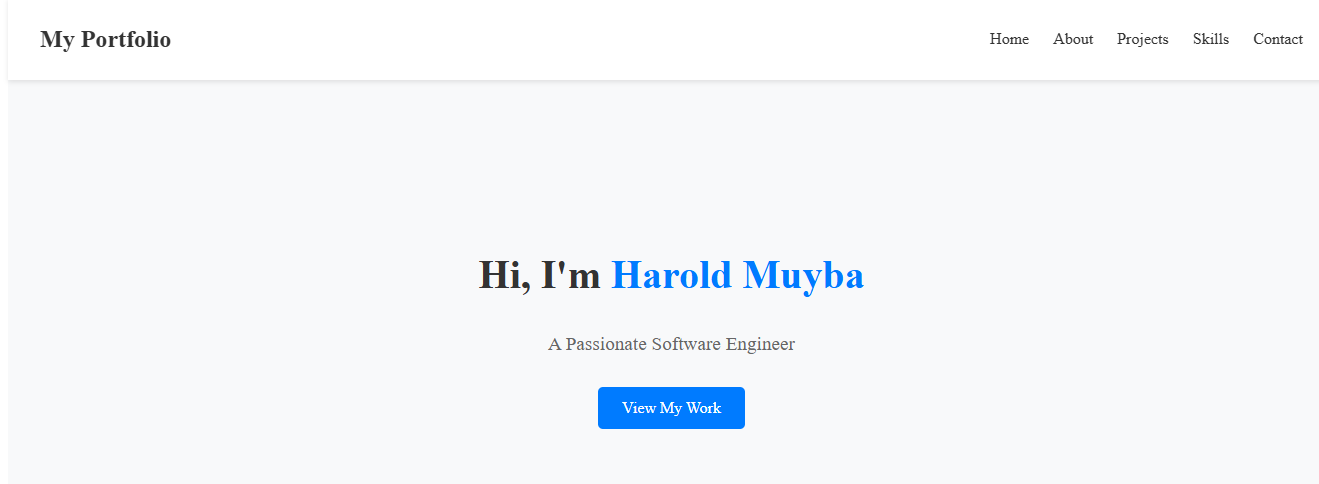 My Portfolio
Home About Projects Skills Contact
Hi, I'm Harold Muyba
A Passionate Software Engineer
View My Work